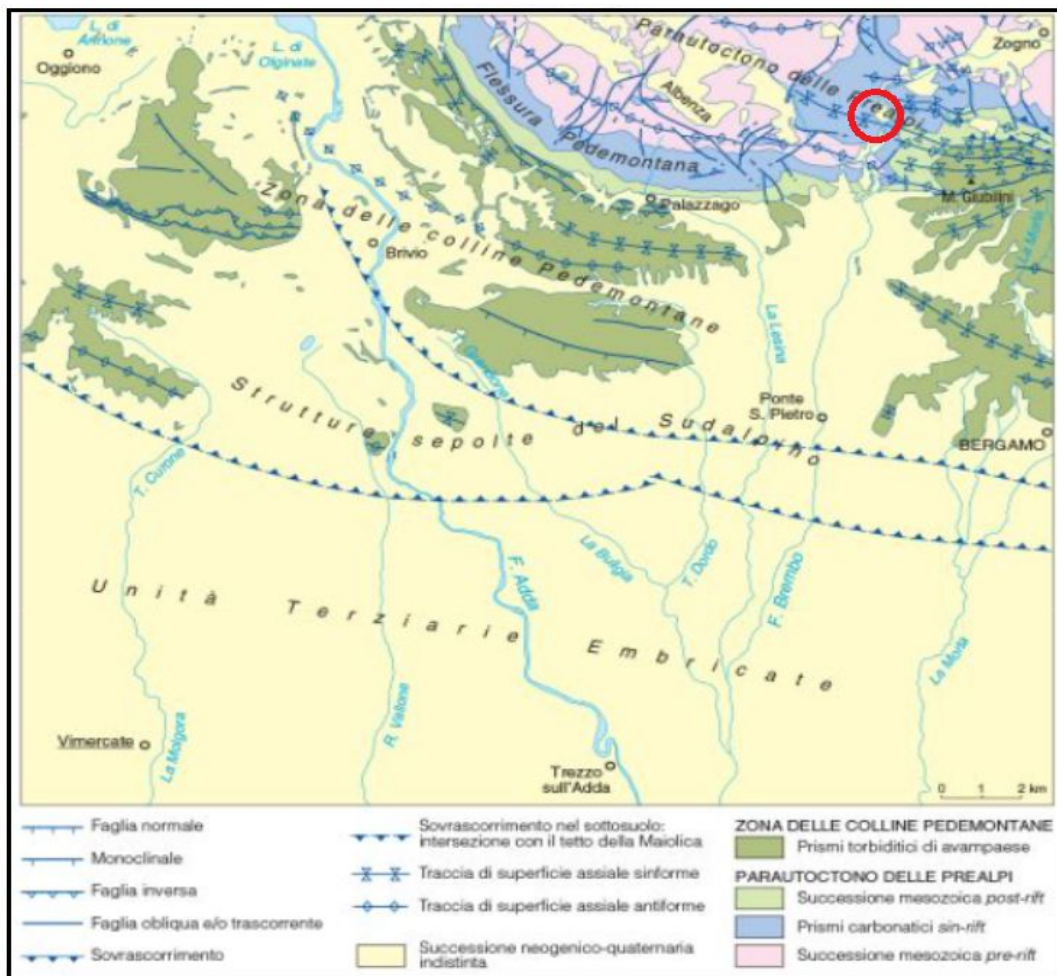 L. di
Annone
Oggiono
L. di
Olginate
Parautoctono delle Prealpi
Zogno
Albenza
Flessura Pedemontana
Palazzago
M. Giubilini
Zona delle colline Pedemontane
Brivio
La Lesina
Ponte
S. Pietro
BERGAMO
Strutture sepolte del Sudalpino
T. Curone
La Buliga
T. Dordo
F. Brembo
F. Adda
Unità Terziarie Embricate
La Morla
La Morla
R. Vallone
Vimercate
La Molgora
Trezzo
sull'Adda
0 1 2 km
Faglia normale
Monoclinale
Faglia inversa
Faglia obliqua e/o trascorrente
Sovrascorrimento
Sovrascorrimento nel sottosuolo:
intersezione con il tetto della Maiolica
Traccia di superficie assiale sinforme
Traccia di superficie assiale antiforme
Successione neogenico-quaternaria
indistinta
ZONA DELLE COLLINE PEDEMONTANE
Prismi torbiditici di avampaese
PARAUTOCTONO DELLE PREALPI
Successione mesozoica post-rift
Prismi carbonatici sin-rift
Successione mesozoica pre-rift